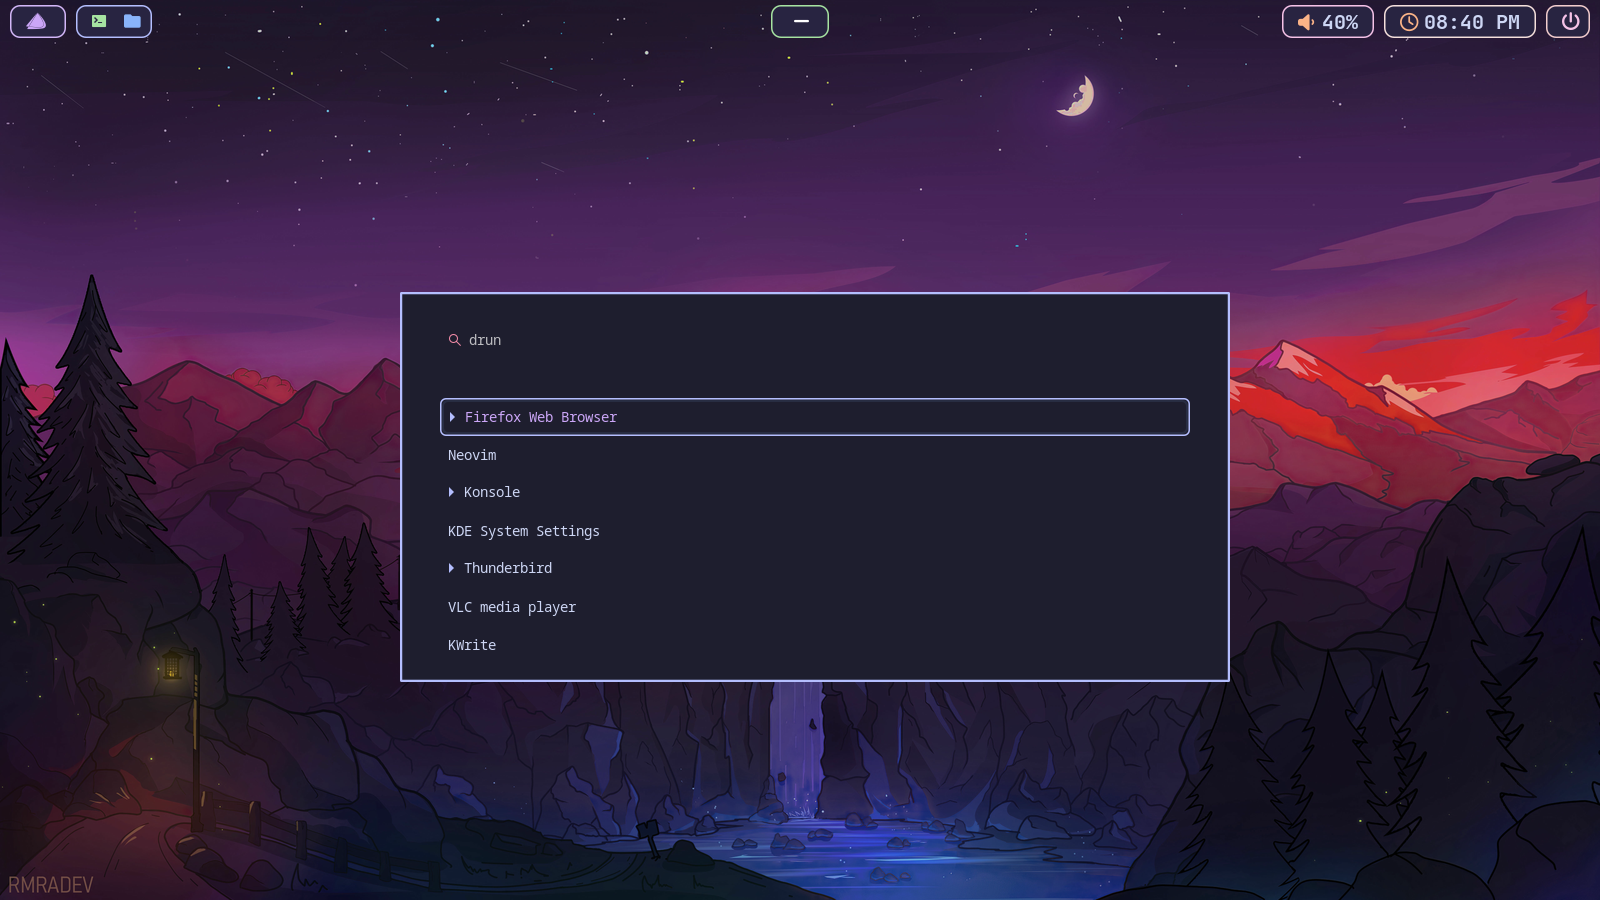 40%
08:40 PM
drun
Firefox Web Browser
Neovim
Konsole
KDE System Settings
Thunderbird
VLC media player
KWrite
RMRADEV